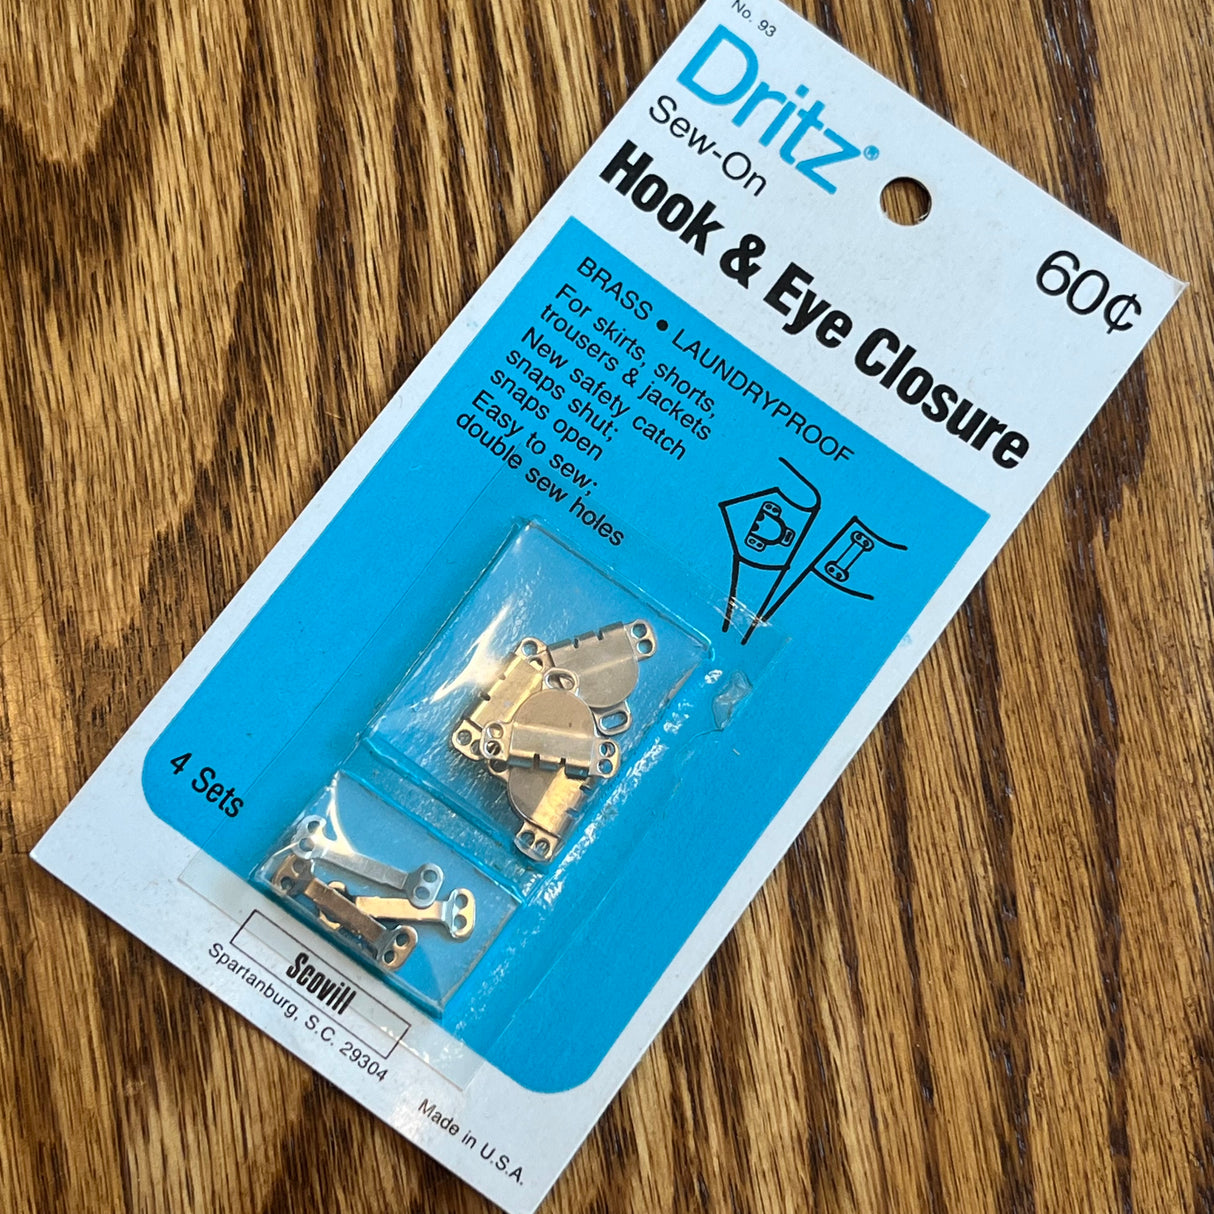 No. 93
Dritz®
Sew-On
Hook & Eye Closure
60¢
BRASS • LAUNDRYPROOF
For skirts, shorts,
trousers & jackets
New safety catch
snaps shut;
snaps open
Easy to sew;
double sew holes
4 Sets
Scovill
Spartanburg, S.C. 29304
Made in U.S.A.